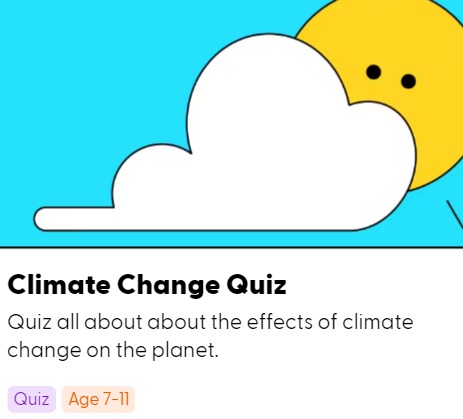 Climate Change Quiz
Quiz all about about the effects of climate
change on the planet.
Quiz Age 7-11